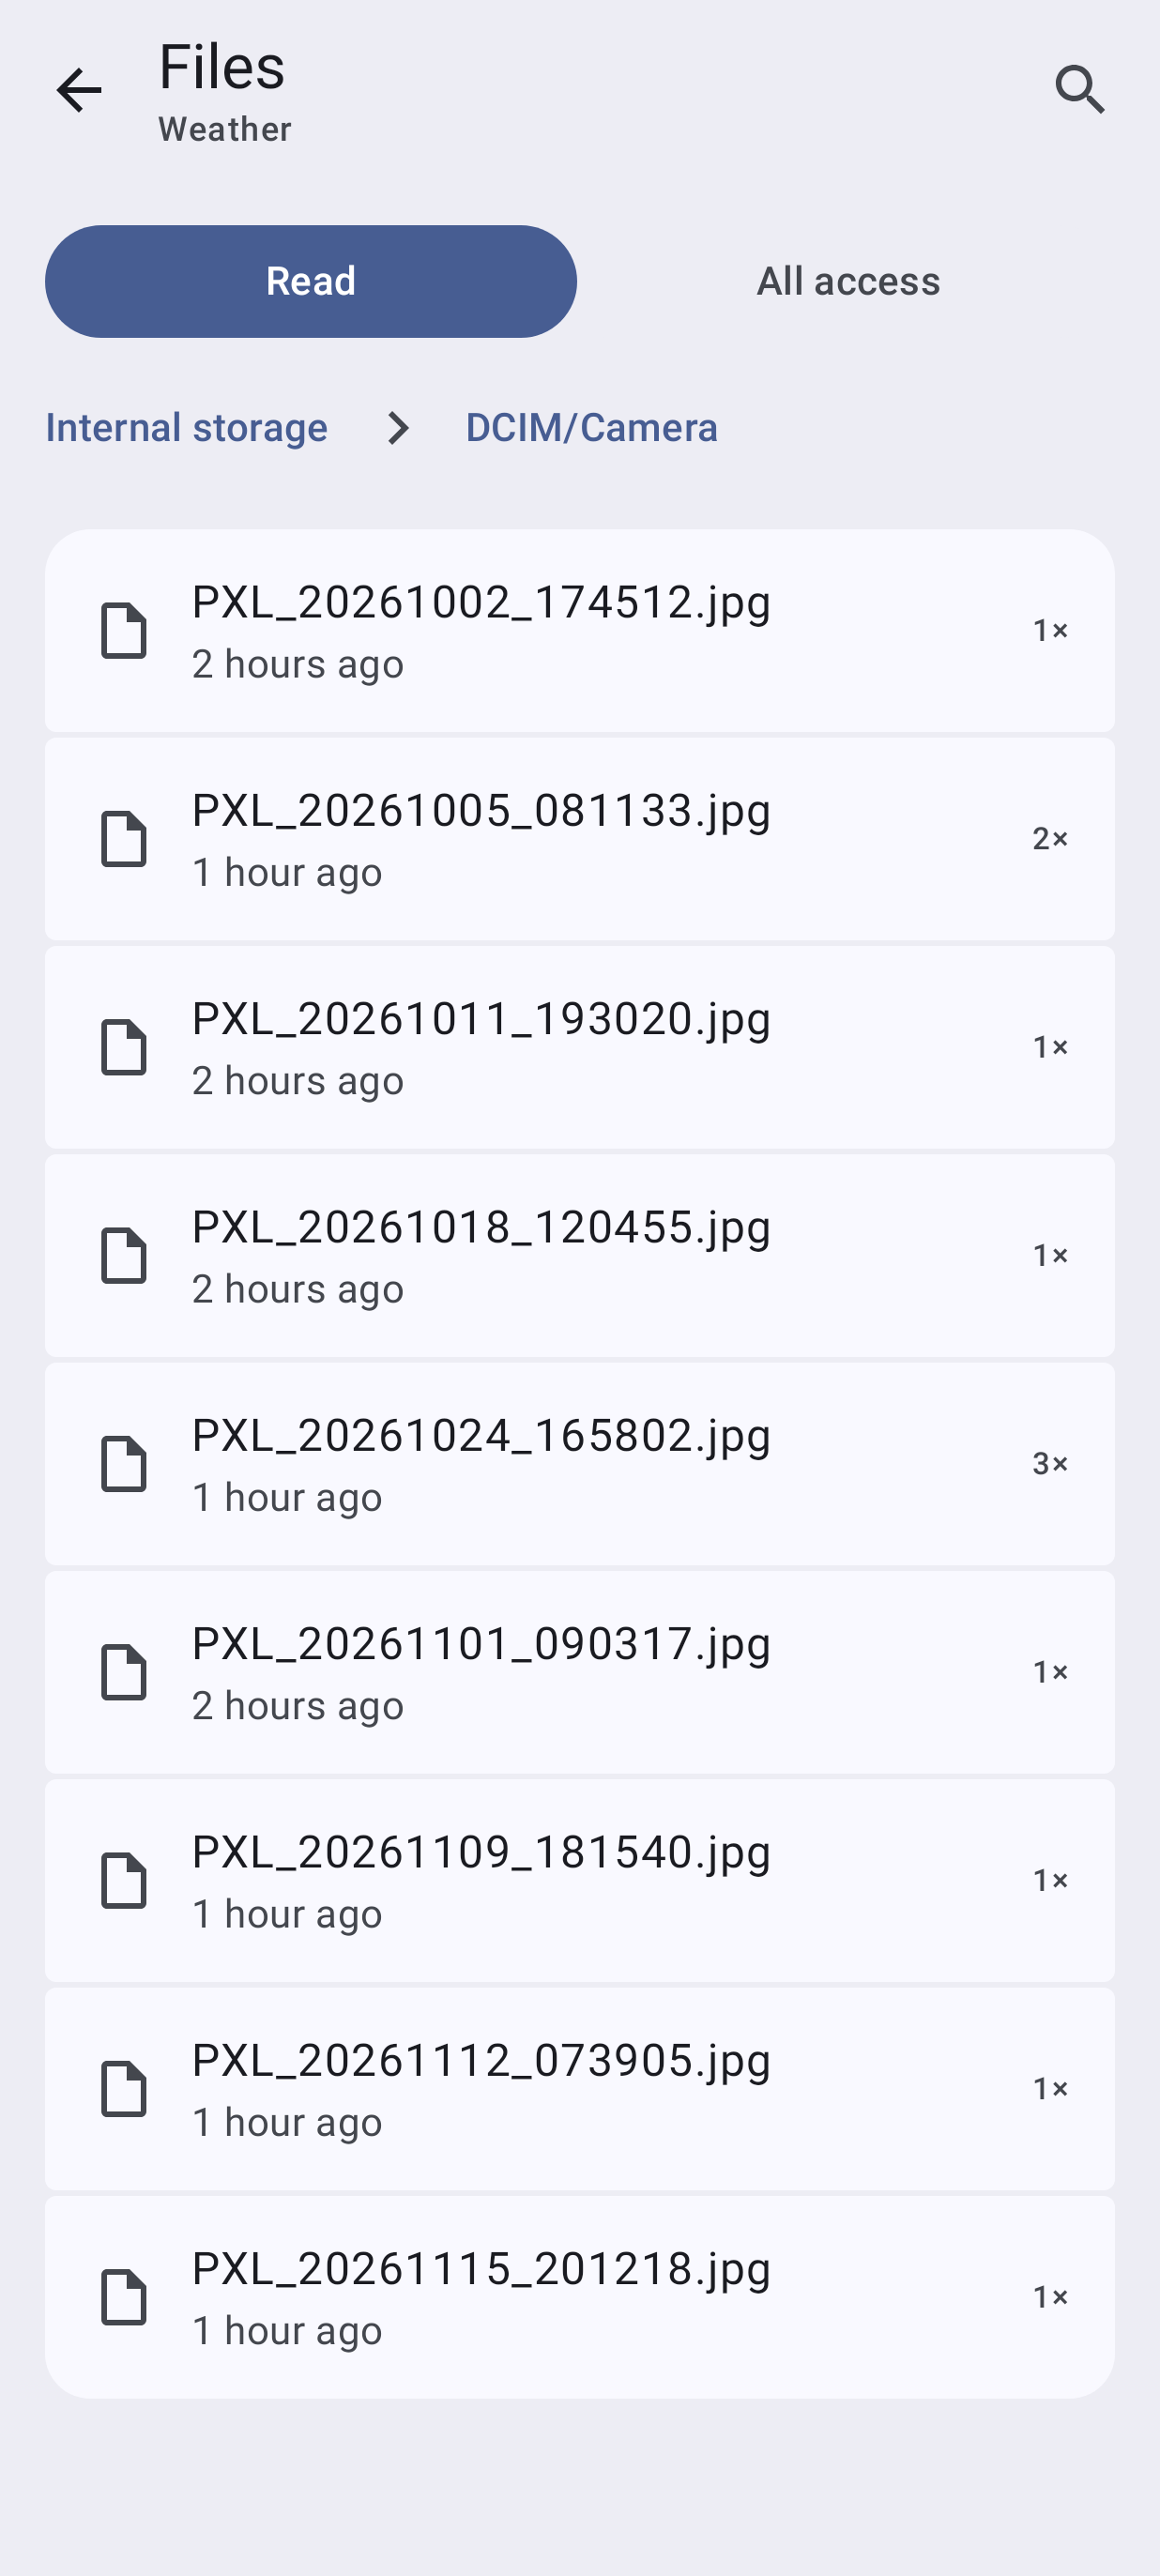 Files
Weather
Read
All access
Internal storage
DCIM/Camera
PXL_20261002_174512.jpg
2 hours ago
1×
PXL_20261005_081133.jpg
1 hour ago
2×
PXL_20261011_193020.jpg
2 hours ago
1×
PXL_20261018_120455.jpg
2 hours ago
1×
PXL_20261024_165802.jpg
1 hour ago
3×
PXL_20261101_090317.jpg
2 hours ago
1×
PXL_20261109_181540.jpg
1 hour ago
1×
PXL_20261112_073905.jpg
1 hour ago
1×
PXL_20261115_201218.jpg
1 hour ago
1×